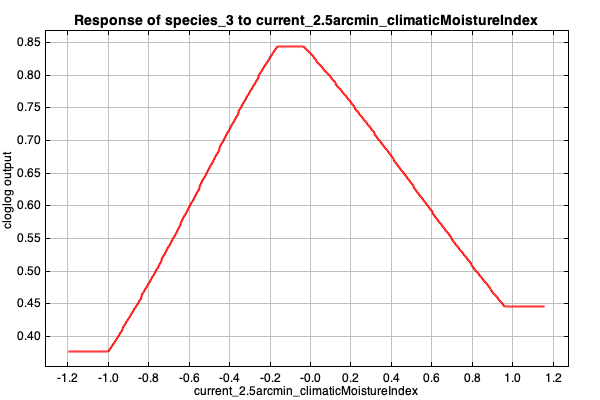 Response of species_3 to current_2.5arcmin_climaticMoistureIndex
0.85
0.80
0.75
0.70
0.65
0.60
0.55
0.50
0.45
0.40
cloglog output
-1.2 -1.0 -0.8 -0.6 -0.4 -0.2 -0.0 0.2 0.4 0.6 0.8 1.0 1.2
current_2.5arcmin_climaticMoistureIndex